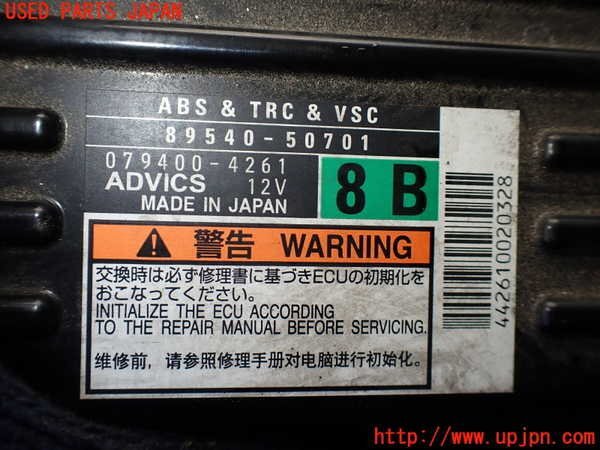 USED PARTS JAPAN
ABS & TRC & VSC
89540-50701
079400-4261
ADVICS 12V
MADE IN JAPAN
8 B
442610020328
警告 WARNING
交換時は必ず修理書に基づきECUの初期化を
おこなってください。
INITIALIZE THE ECU ACCORDING
TO THE REPAIR MANUAL BEFORE SERVICING.
维修前，请参照修理手册对电脑进行初始化。
http://www.upjpn.com